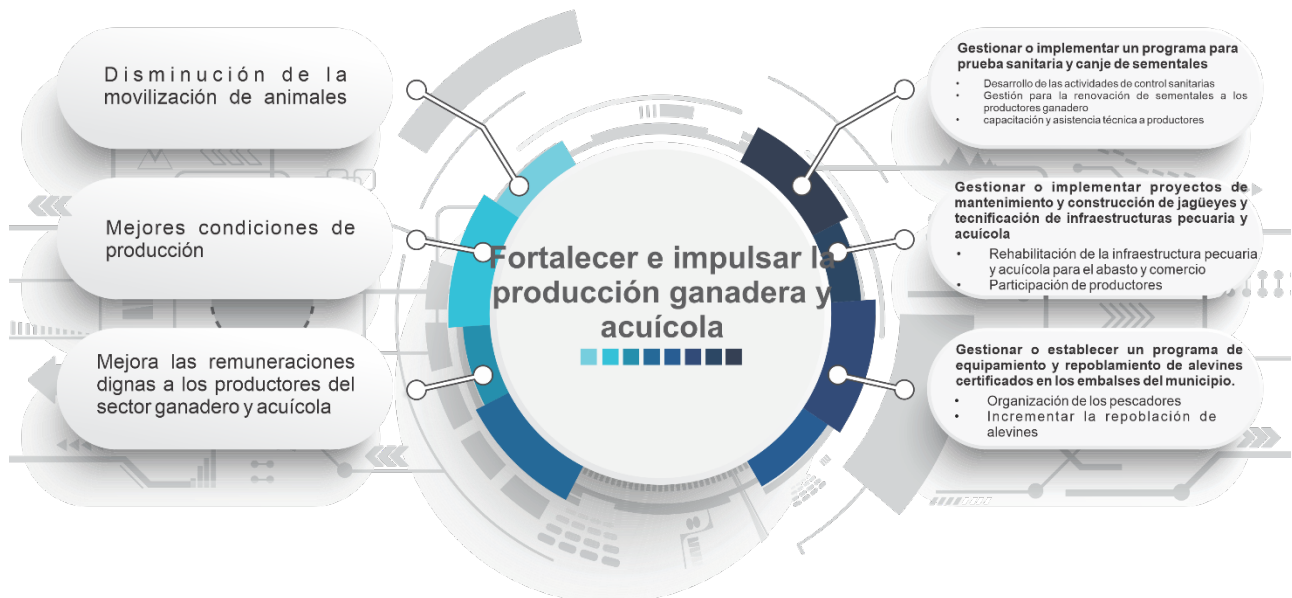 Disminución de la
movilización de animales
Mejores condiciones de
producción
Mejora las remuneraciones
dignas a los productores del
sector ganadero y acuícola
Fortalecer e impulsar la
producción ganadera y
acuícola
Gestionar o implementar un programa para
prueba sanitaria y canje de sementales
• Desarrollo de las actividades de control sanitarias
• Gestión para la renovación de sementales a los
productores ganadero
• capacitación y asistencia técnica a productores
Gestionar o implementar proyectos de
mantenimiento y construcción de jagüeyes y
tecnificación de infraestructuras pecuaria y
acuícola
• Rehabilitación de la infraestructura pecuaria
y acuícola para el abasto y comercio
• Participación de productores
Gestionar o establecer un programa de
equipamiento y repoblamiento de alevines
certificados en los embalses del municipio.
• Organización de los pescadores
• Incrementar la repoblación de
alevines